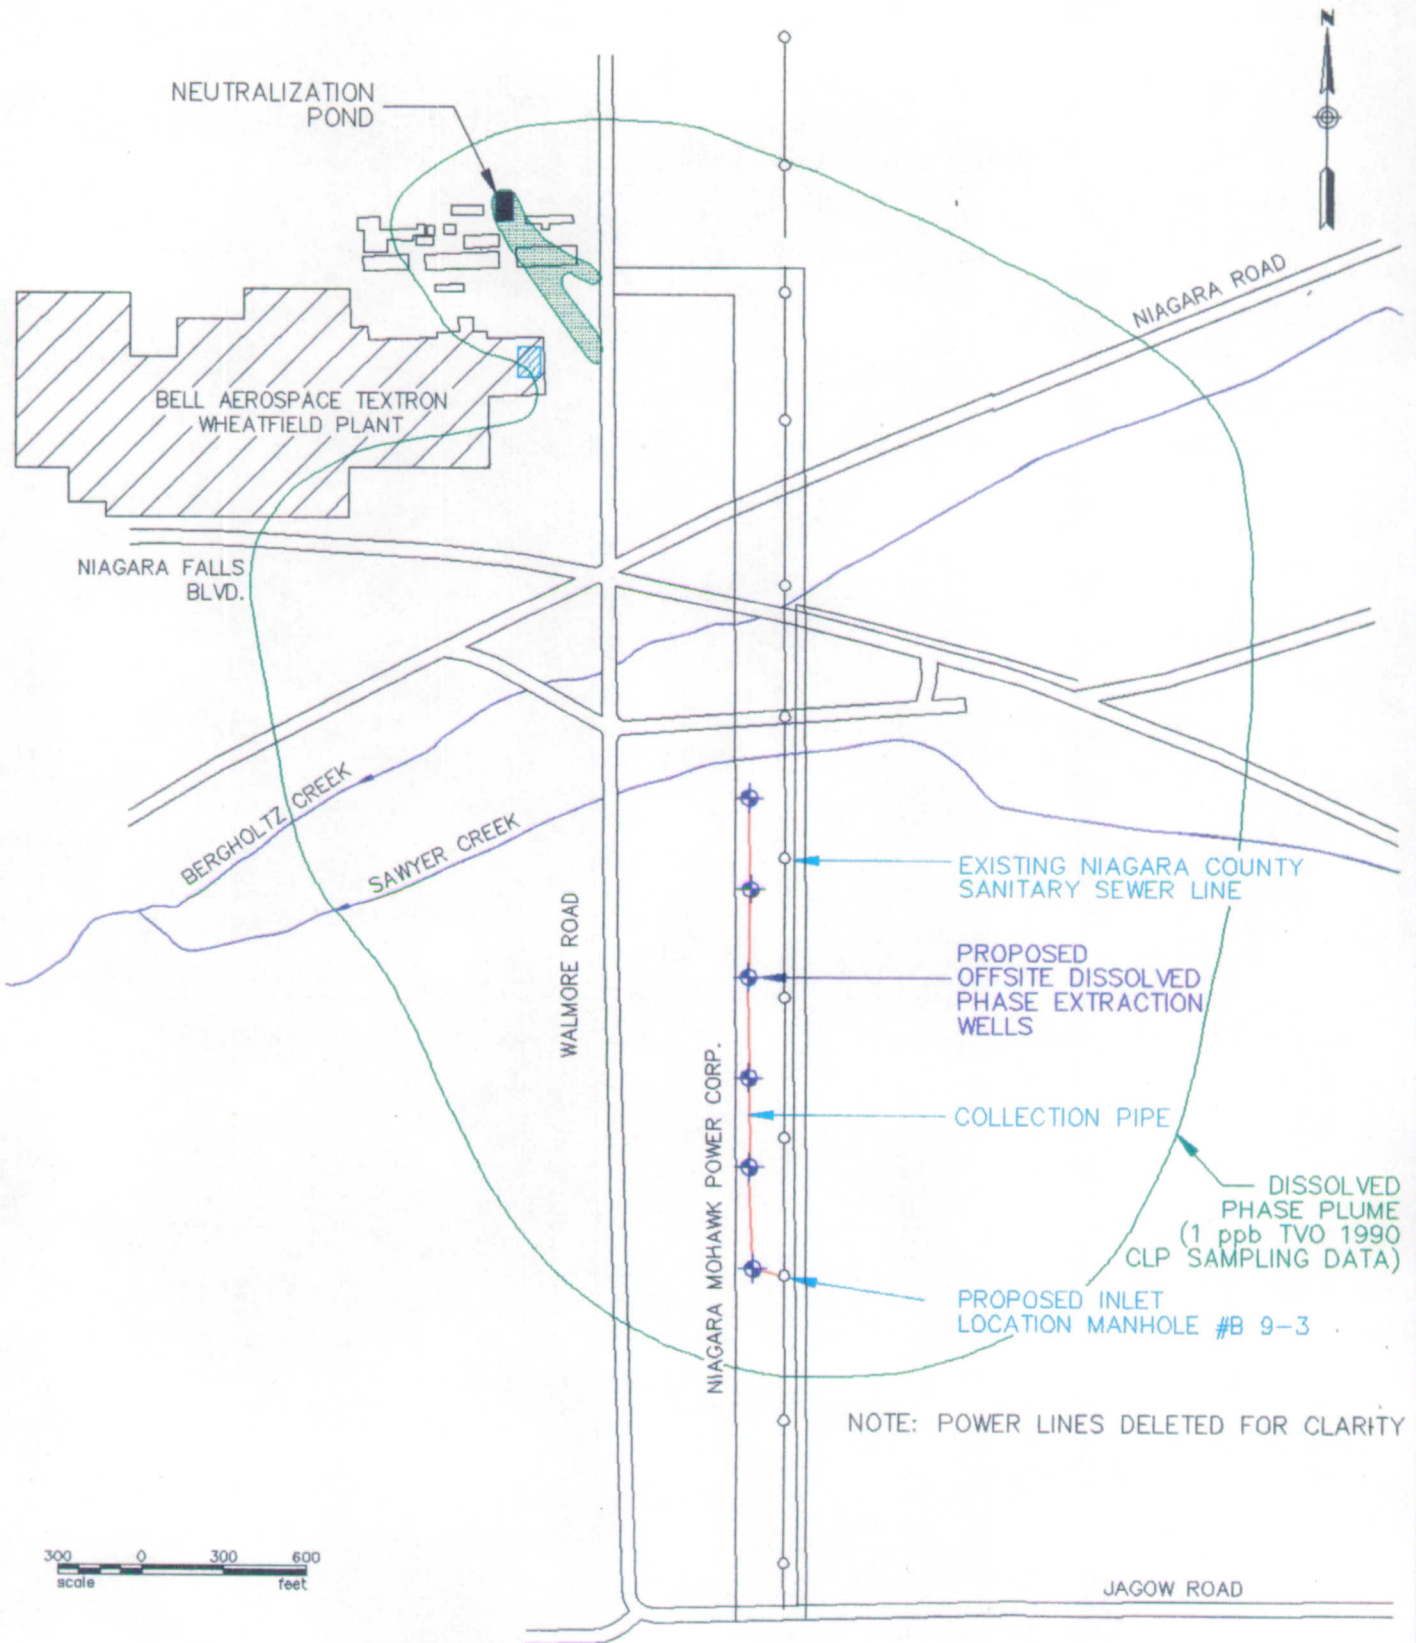 N
NEUTRALIZATION
POND
NIAGARA ROAD
BELL AEROSPACE TEXTRON
WHEATFIELD PLANT
NIAGARA FALLS
BLVD.
BERGHOLTZ CREEK
SAWYER CREEK
WALMORE ROAD
NIAGARA MOHAWK POWER CORP.
EXISTING NIAGARA COUNTY
SANITARY SEWER LINE
PROPOSED
OFFSITE DISSOLVED
PHASE EXTRACTION
WELLS
COLLECTION PIPE
DISSOLVED
PHASE PLUME
(1 ppb TVO 1990
CLP SAMPLING DATA)
PROPOSED INLET
LOCATION MANHOLE #B 9-3
NOTE: POWER LINES DELETED FOR CLARITY
300 0 300 600
scale feet
JAGOW ROAD